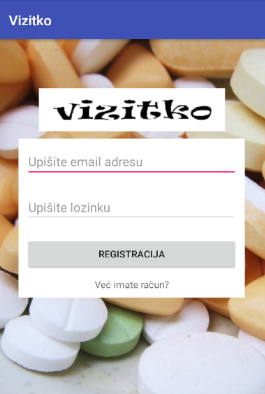 Vizitko
vizitko
Upišite email adresu
Upišite lozinku
REGISTRACIJA
Već imate račun?